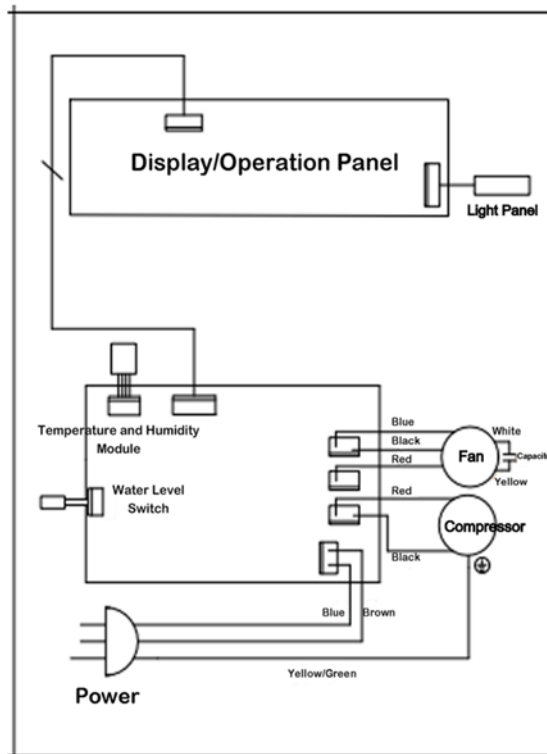 Display/Operation Panel
Light Panel
Temperature and Humidity
Module
Water Level
Switch
Blue
Black
Red
White
Fan
Capacit
Yellow
Red
Compressor
Black
Blue
Brown
Yellow/Green
Power